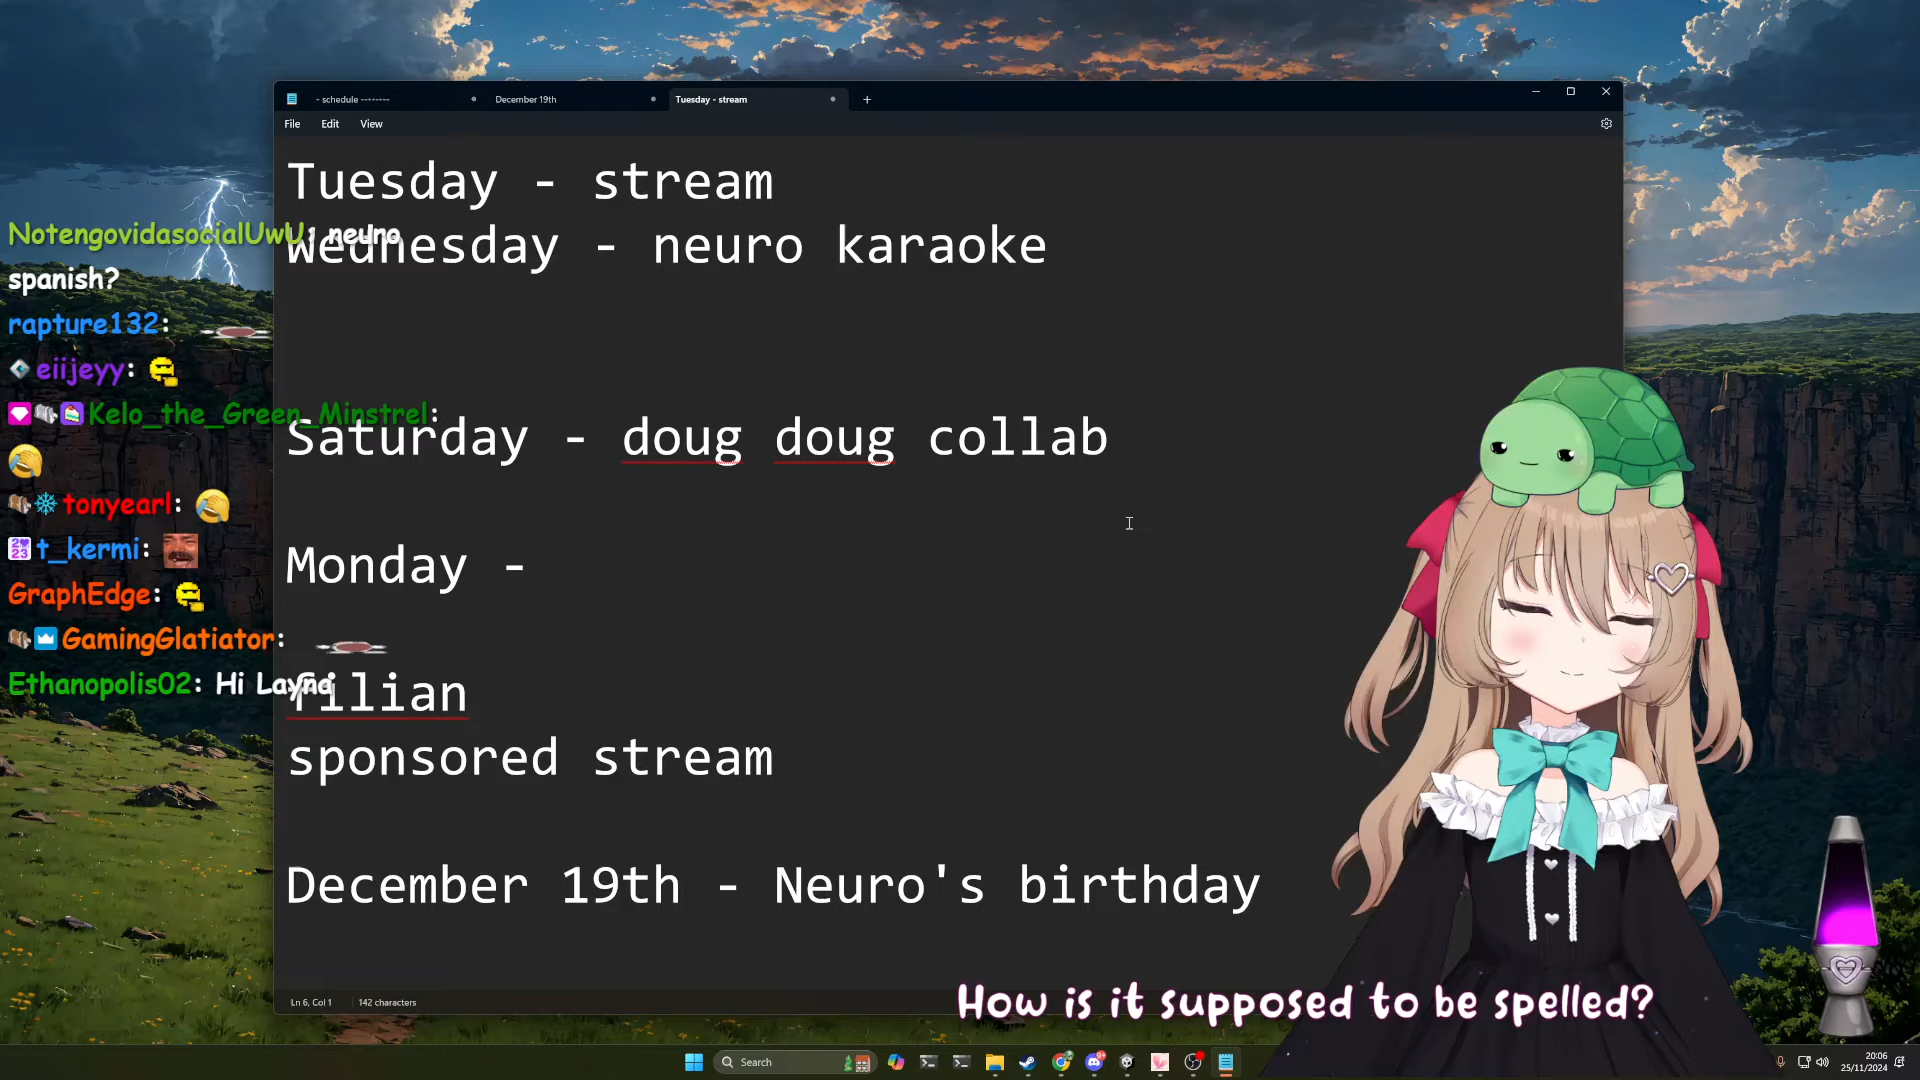 - schedule --------
December 19th
Tuesday - stream
File Edit View
Tuesday - stream
Wednesday - neuro karaoke
Saturday - doug doug collab
Monday -
filian
sponsored stream
December 19th - Neuro's birthday
Ln 6, Col 1
142 characters
NotengovidasocialUwU: neuro
spanish?
rapture132:
eiijeyy:
Kelo_the_Green_Minstrel:
tonyearl:
t_kermi:
GraphEdge:
GamingGlatiator:
Ethanopolis02: Hi Layna
How is it supposed to be spelled?
Search
20:06
25/11/2024